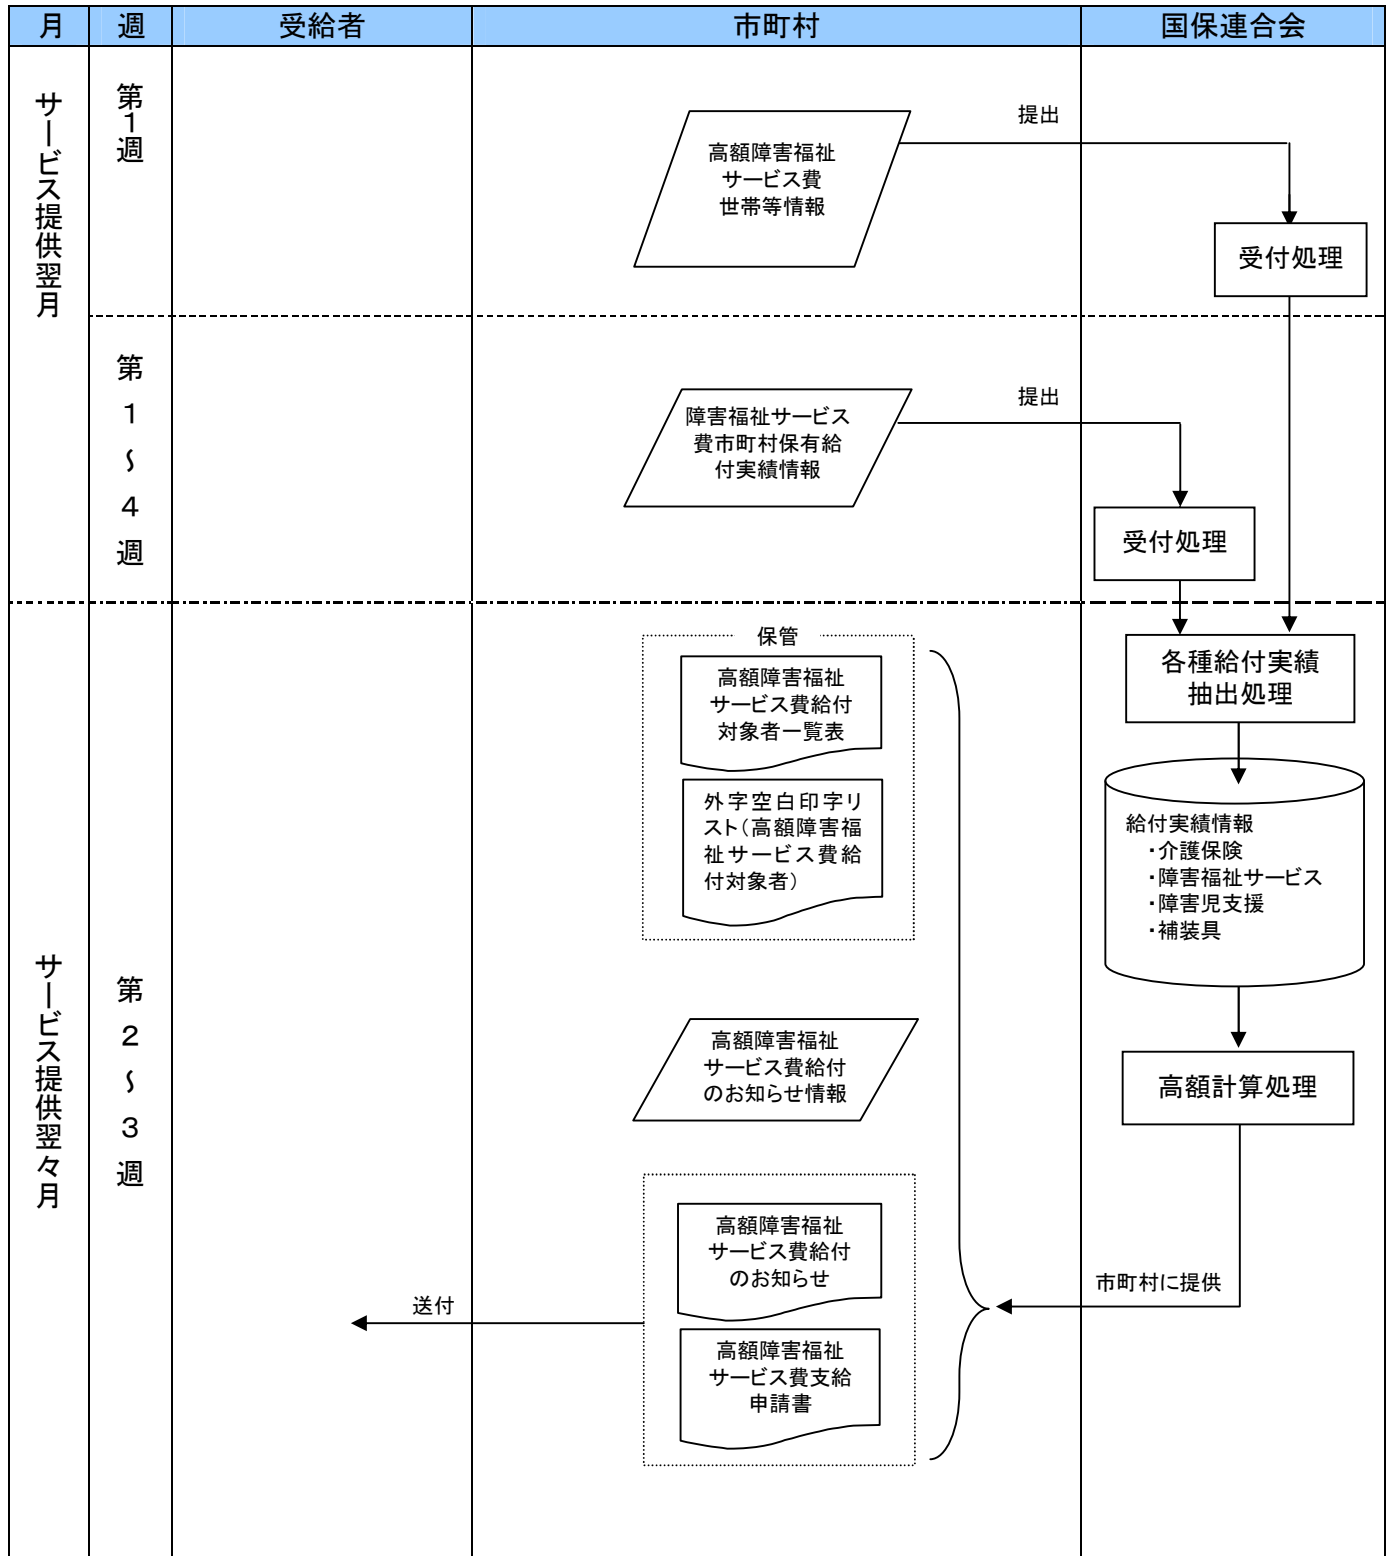 月 週 受給者 市町村 国保連合会
サービス提供翌月
第1週
高額障害福祉
サービス費
世帯等情報
提出
受付処理
第
1
〜
4
週
障害福祉サービス
費市町村保有給
付実績情報
提出
受付処理
サービス提供翌々月
第
2
〜
3
週
保管
高額障害福祉
サービス費給付
対象者一覧表
外字空白印字リ
スト(高額障害福
祉サービス費給
付対象者)
各種給付実績
抽出処理
給付実績情報
・介護保険
・障害福祉サービス
・障害児支援
・補装具
高額障害福祉
サービス費給付
のお知らせ情報
高額計算処理
高額障害福祉
サービス費給付
のお知らせ
市町村に提供
送付
高額障害福祉
サービス費支給
申請書